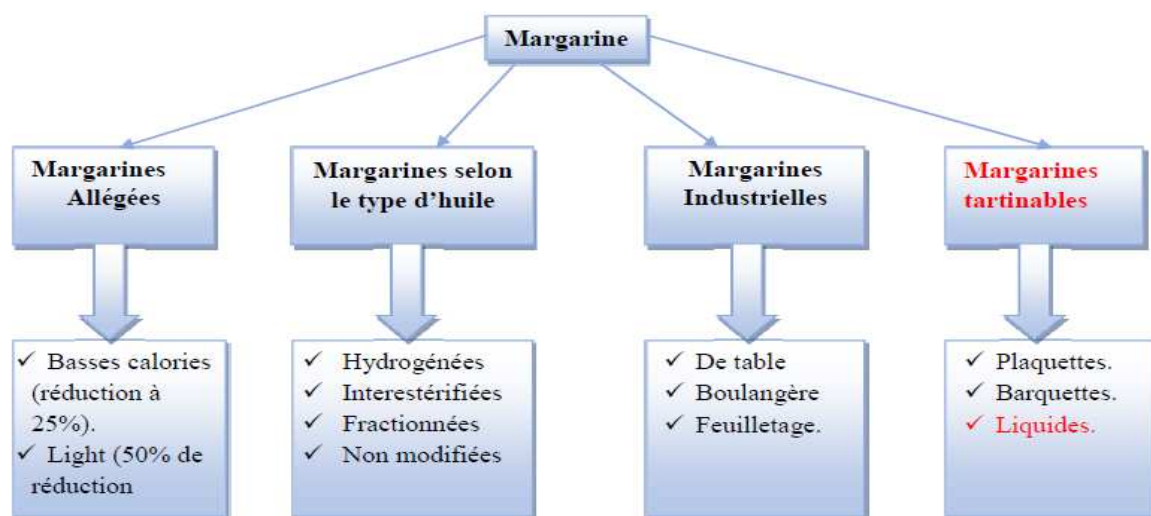 Margarine
Margarines
Allégées
Margarines selon
le type d’huile
Margarines
Industrielles
Margarines
tartinables
✓ Basses calories
(réduction à
25%).
✓ Light (50% de
réduction
✓ Hydrogénées
✓ Interestérifiées
✓ Fractionnées
✓ Non modifiées
✓ De table
✓ Boulangère
✓ Feuilletage.
✓ Plaquettes.
✓ Barquettes.
✓ Liquides.